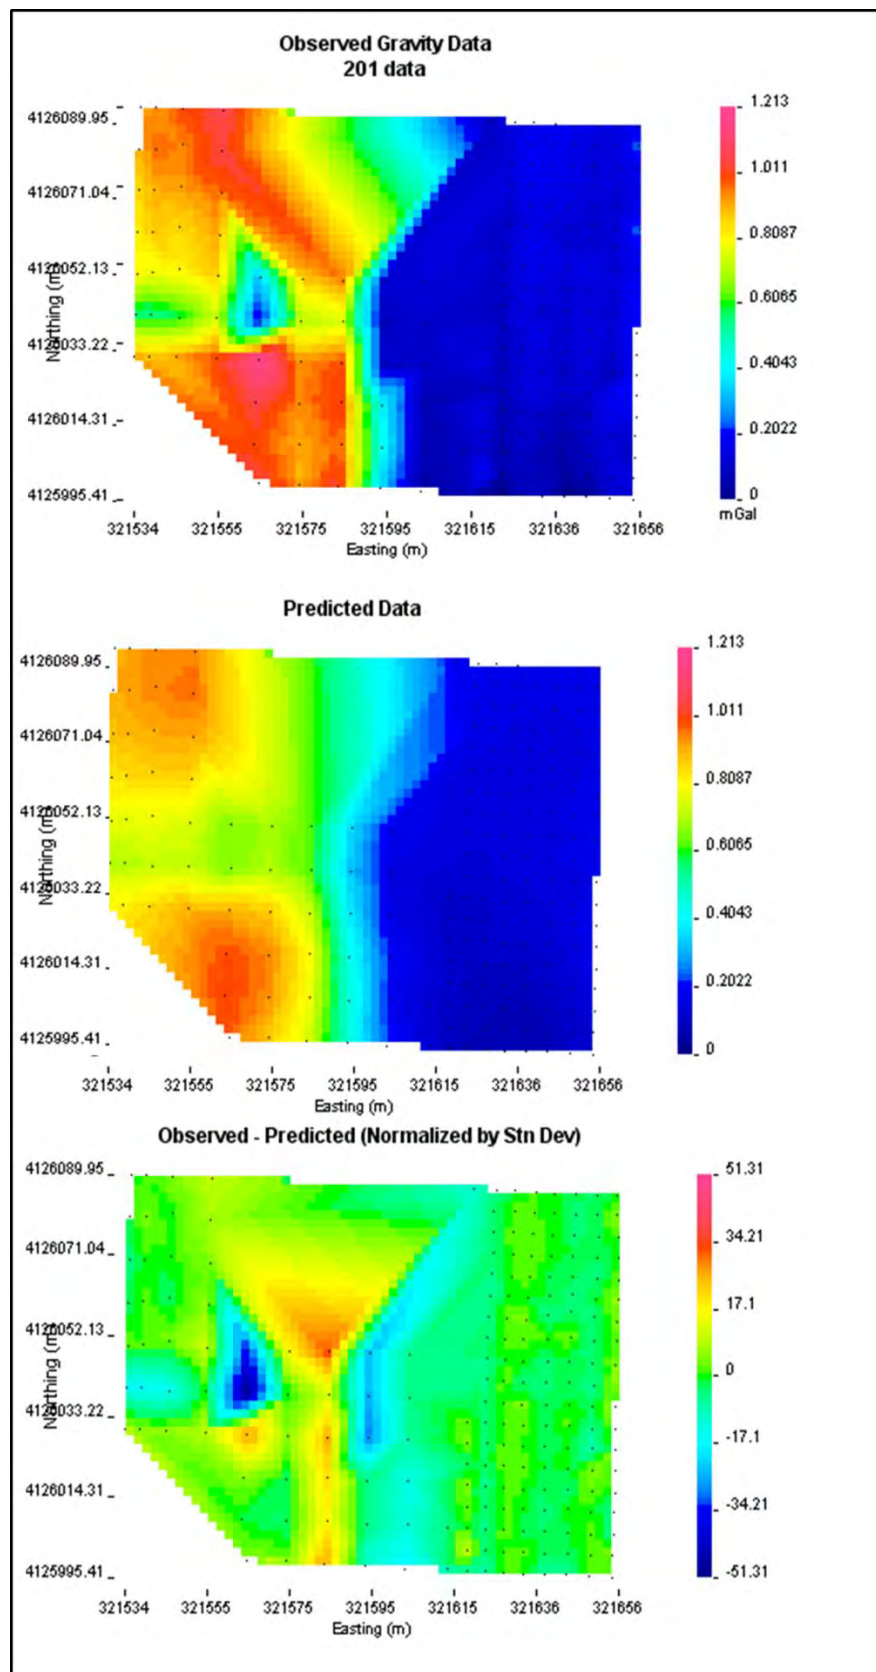 Observed Gravity Data
201 data
4126089.95
4126071.04
4126052.13
4126033.22
4126014.31
4125995.41
Northing (m)
321534 321555 321575 321595 321615 321636 321656
Easting (m)
1.213
1.011
0.8087
0.6065
0.4043
0.2022
0
mGal
Predicted Data
4126089.95
4126071.04
4126052.13
4126033.22
4126014.31
4125995.41
Northing (m)
321534 321555 321575 321595 321615 321636 321656
Easting (m)
1.213
1.011
0.8087
0.6065
0.4043
0.2022
0
Observed - Predicted (Normalized by Stn Dev)
4126089.95
4126071.04
4126052.13
4126033.22
4126014.31
4125995.41
Northing (m)
321534 321555 321575 321595 321615 321636 321656
Easting (m)
51.31
34.21
17.1
0
-17.1
-34.21
-51.31